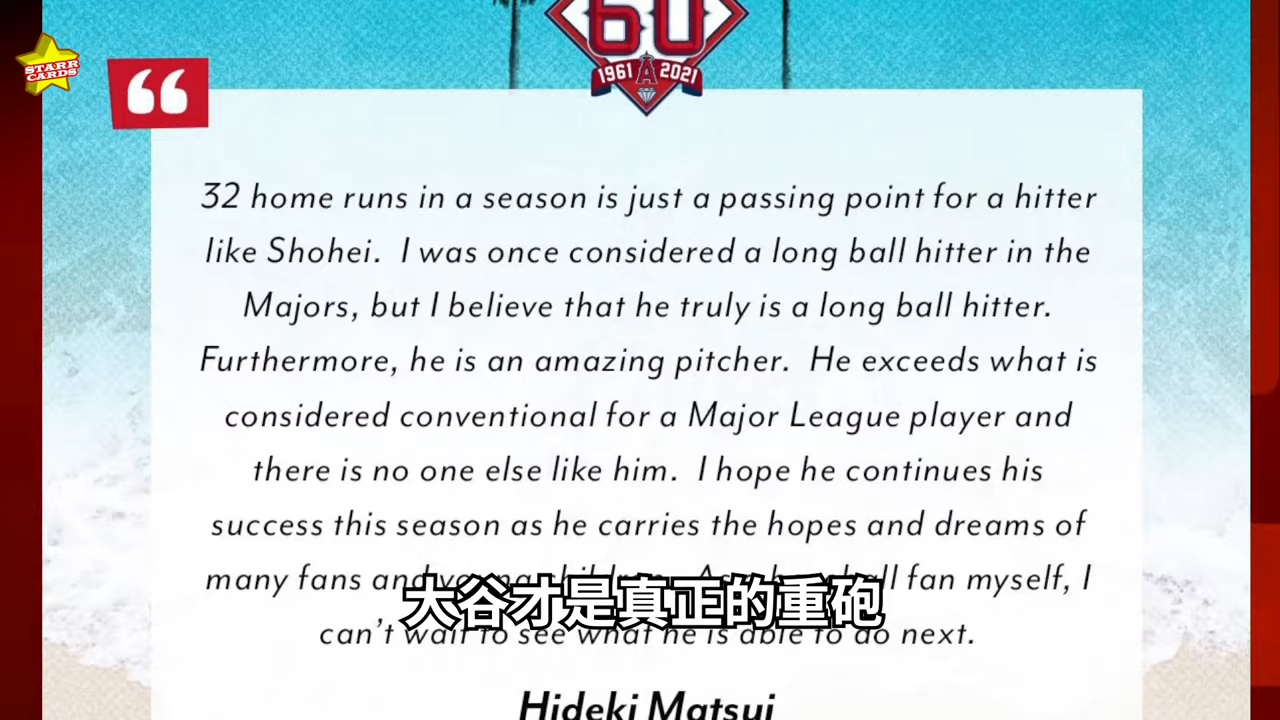 STARR
CARDS
60
1961 A 2021
32 home runs in a season is just a passing point for a hitter
like Shohei. I was once considered a long ball hitter in the
Majors, but I believe that he truly is a long ball hitter.
Furthermore, he is an amazing pitcher. He exceeds what is
considered conventional for a Major League player and
there is no one else like him. I hope he continues his
success this season as he carries the hopes and dreams of
many fans and fan myself, I
大谷才是真正的重砲
can't wait to see what he is able to do next.
Hideki Matsui